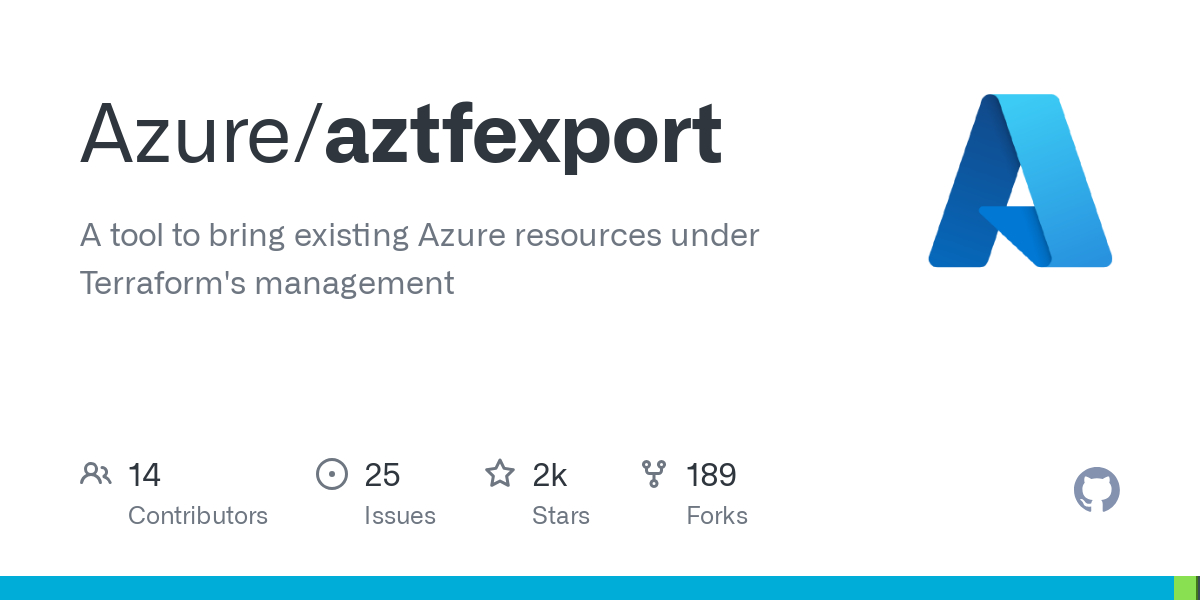 Azure/aztfexport
A tool to bring existing Azure resources under
Terraform's management
14 25 2k 189
Contributors Issues Stars Forks